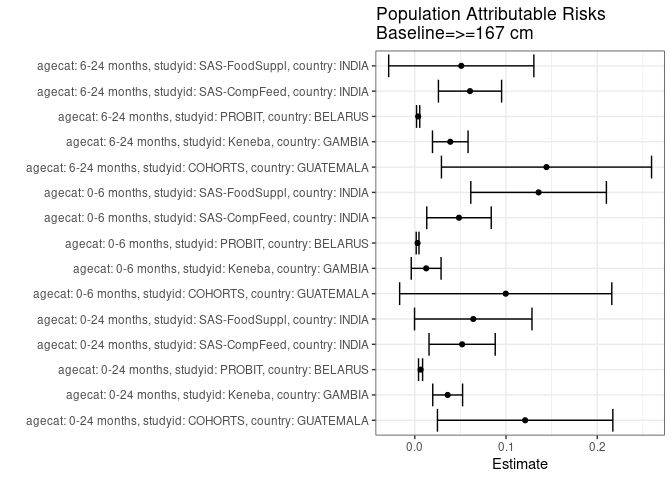 Population Attributable Risks
Baseline=>=167 cm
agecat: 6-24 months, studyid: SAS-FoodSuppl, country: INDIA
agecat: 6-24 months, studyid: SAS-CompFeed, country: INDIA
agecat: 6-24 months, studyid: PROBIT, country: BELARUS
agecat: 6-24 months, studyid: Keneba, country: GAMBIA
agecat: 6-24 months, studyid: COHORTS, country: GUATEMALA
agecat: 0-6 months, studyid: SAS-FoodSuppl, country: INDIA
agecat: 0-6 months, studyid: SAS-CompFeed, country: INDIA
agecat: 0-6 months, studyid: PROBIT, country: BELARUS
agecat: 0-6 months, studyid: Keneba, country: GAMBIA
agecat: 0-6 months, studyid: COHORTS, country: GUATEMALA
agecat: 0-24 months, studyid: SAS-FoodSuppl, country: INDIA
agecat: 0-24 months, studyid: SAS-CompFeed, country: INDIA
agecat: 0-24 months, studyid: PROBIT, country: BELARUS
agecat: 0-24 months, studyid: Keneba, country: GAMBIA
agecat: 0-24 months, studyid: COHORTS, country: GUATEMALA
0.0 0.1 0.2
Estimate